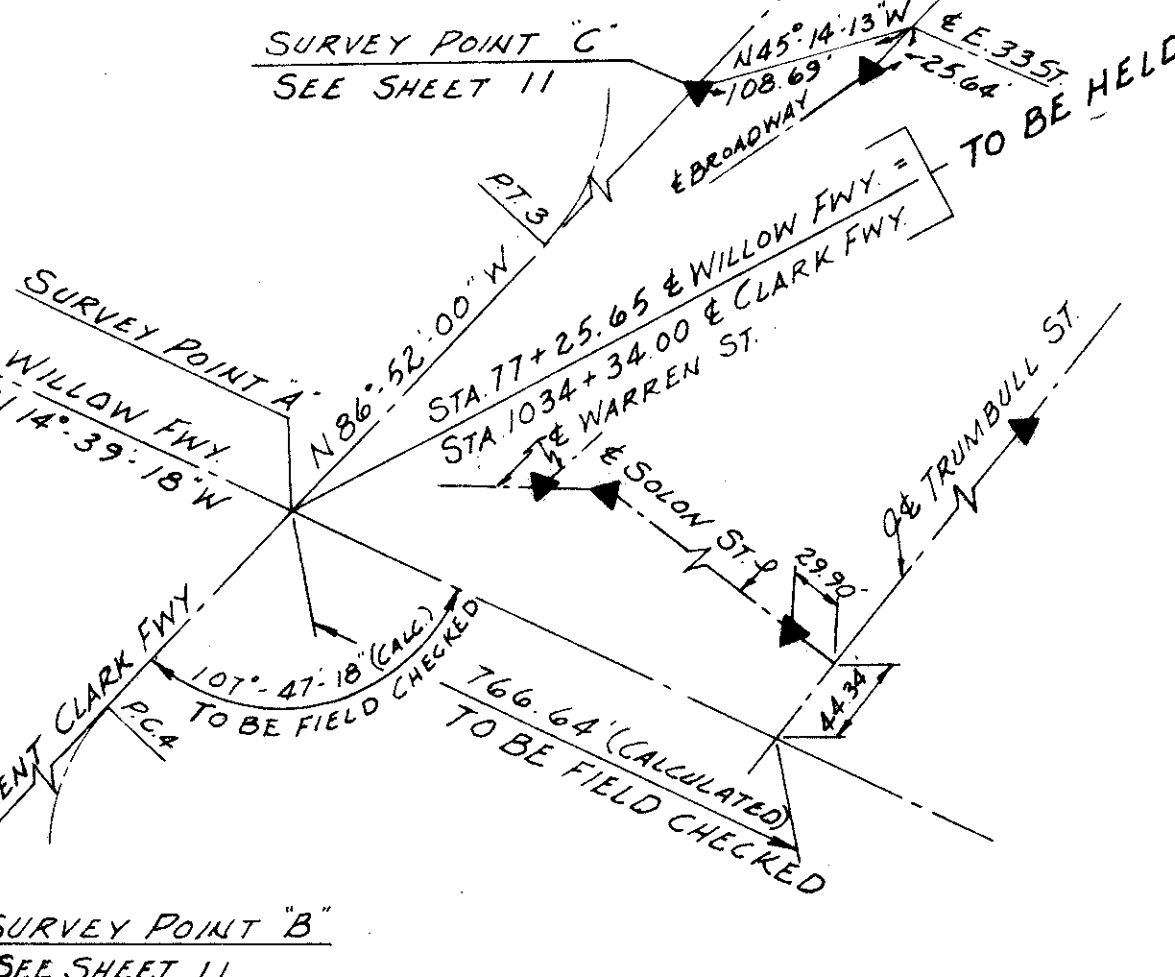 SURVEY POINT "C"
SEE SHEET 11
N45°-14'-13"W
108.69'
℄ E. 33 ST.
25.64'
℄ BROADWAY
TO BE HELD
P.T. 3
STA. 77+25.65 ℄ WILLOW FWY. =
STA. 1034+34.00 ℄ CLARK FWY.
SURVEY POINT "A"
N 86°-52'-00" W
WILLOW FWY.
14°-39'-18"W
℄ WARREN ST.
℄ SOLON ST.
℄ TRUMBULL ST.
29.90'
44.34'
CLARK FWY
P.C. 4
107°-47'-18" (CALC.)
TO BE FIELD CHECKED
766.64' (CALCULATED)
TO BE FIELD CHECKED
SURVEY POINT "B"
SEE SHEET 11